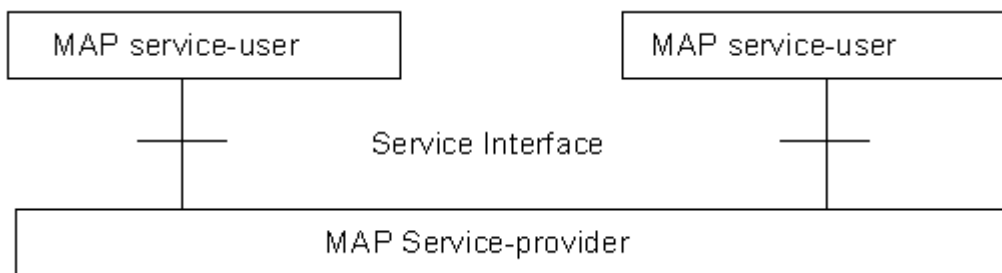 MAP service-user
MAP service-user
Service Interface
MAP Service-provider